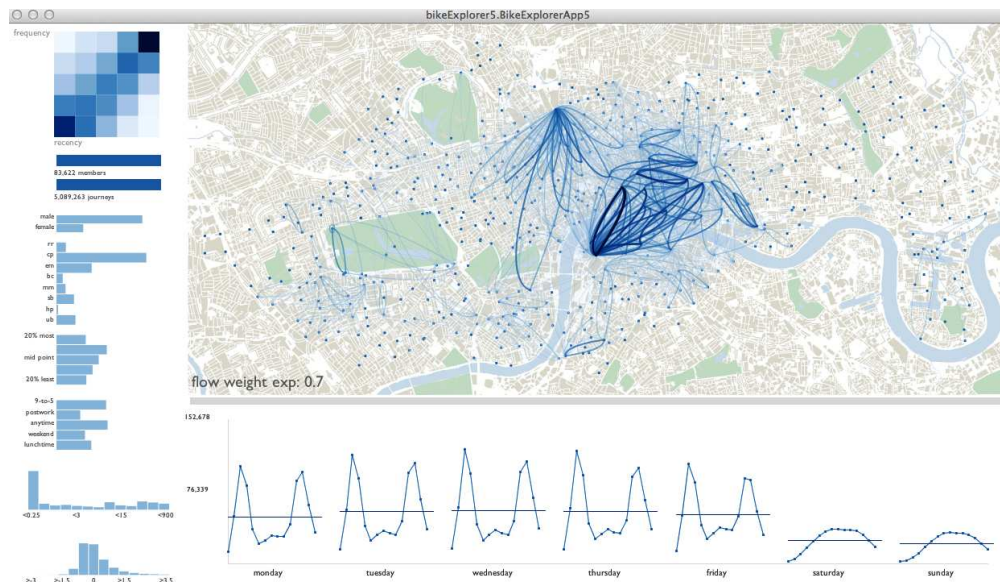 bikeExplorer5.BikeExplorerApp5
frequency
recency
83,622 members
5,089,263 journeys
male
female
rr
cp
em
bc
mm
sb
hp
ub
20% most
mid point
20% least
9-to-5
postwork
anytime
weekend
lunchtime
<0.25 <3 <15 <900
≥-3 ≥-1.5 0 ≥1.5 ≥3.5
flow weight exp: 0.7
152,678
76,339
monday tuesday wednesday thursday friday saturday sunday